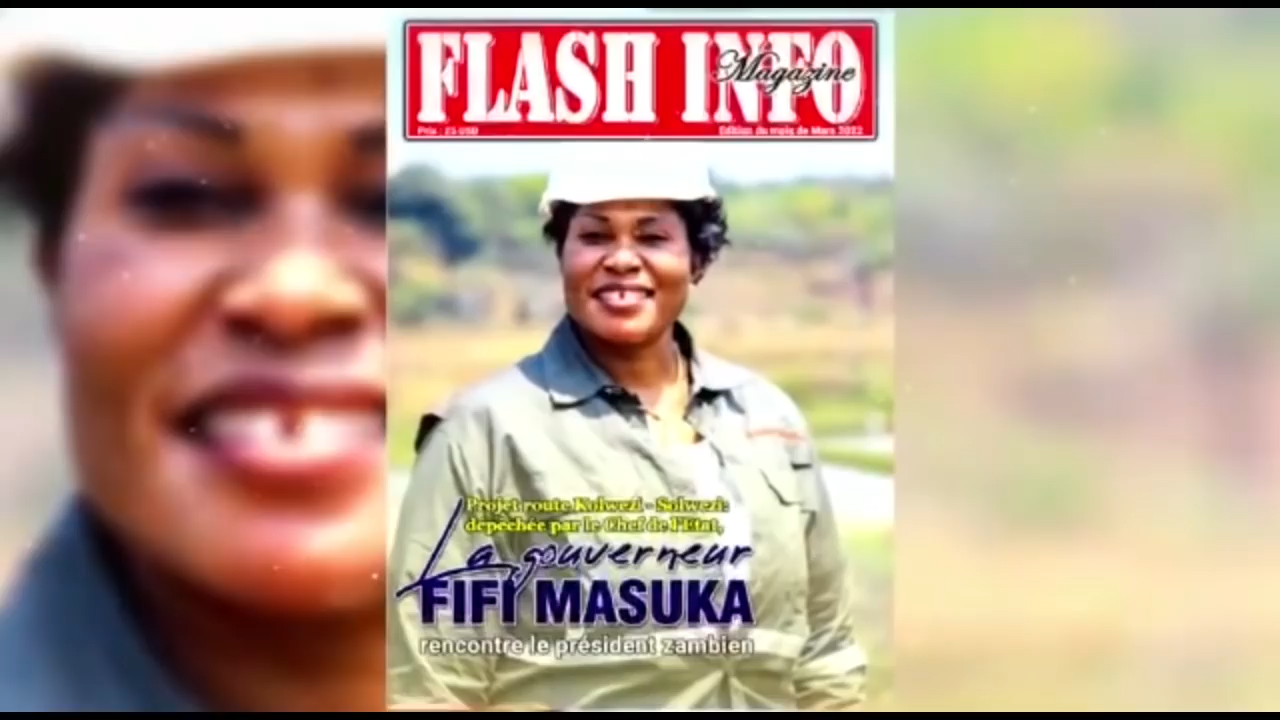 FLASH INFO
Magazine
Prix : 25 USD
Edition du mois de Mars 2022
Projet route Kolwezi - Solwezi:
depêchée par le Chef de l'Etat,
La gouverneur
FIFI MASUKA
rencontre le président zambien